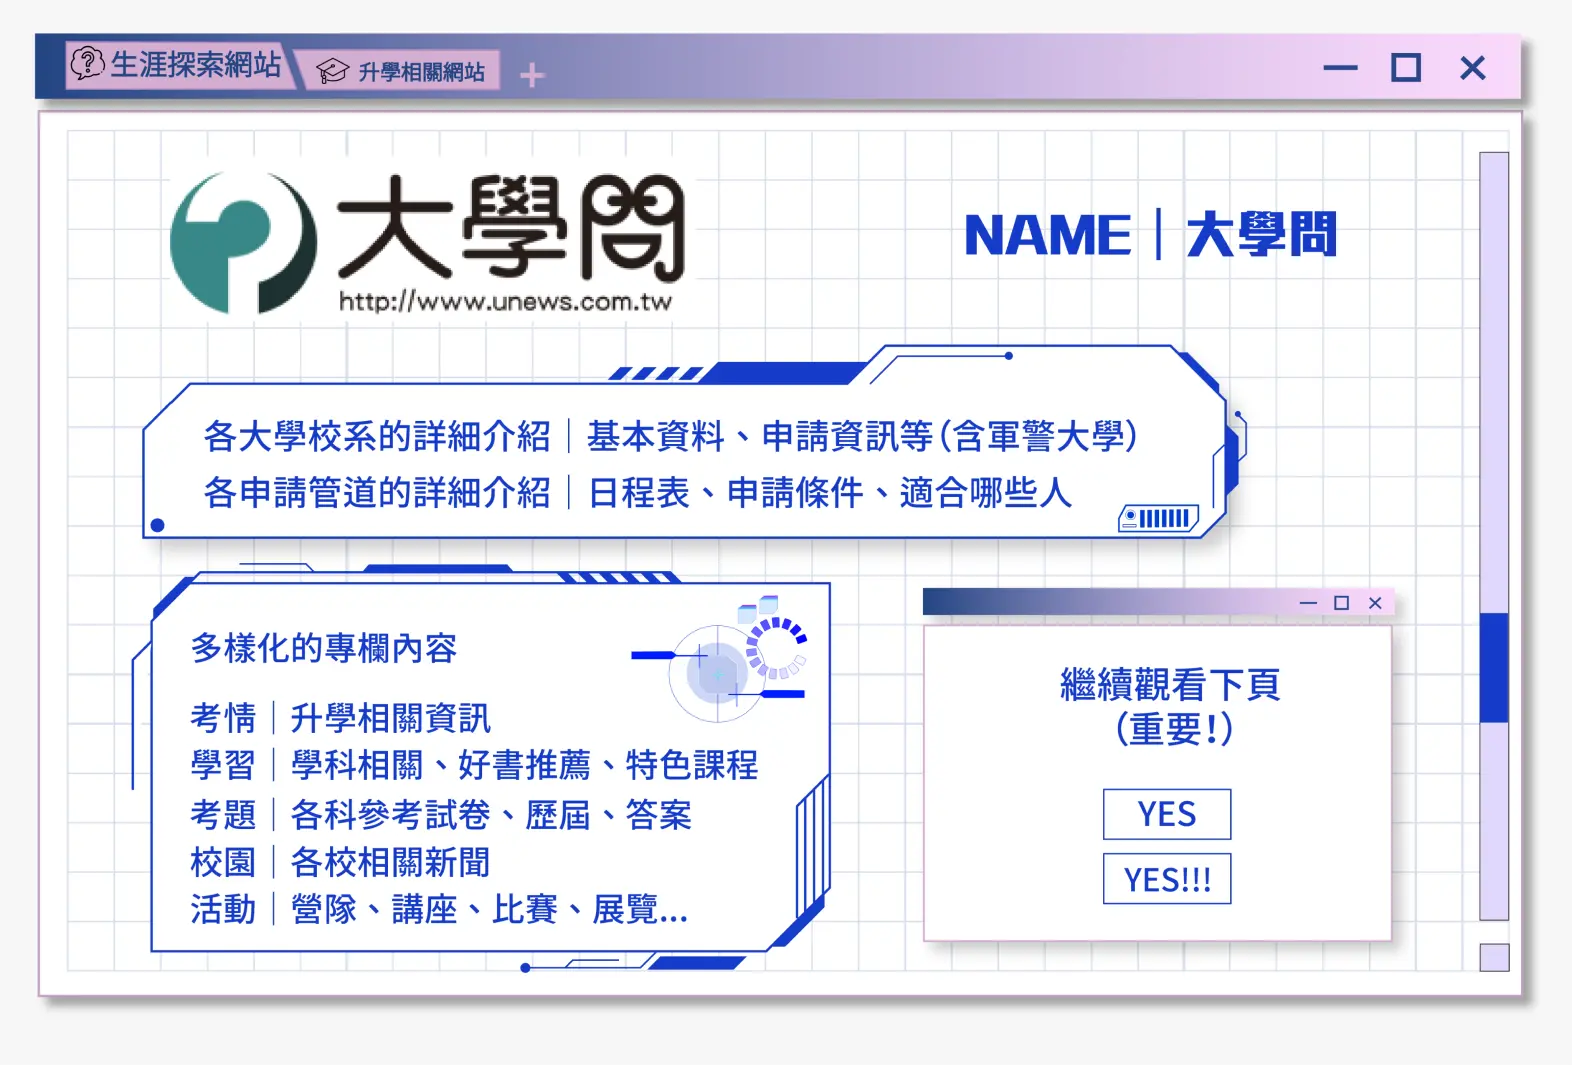 生涯探索網站
升學相關網站
大學問
http://www.unews.com.tw
NAME｜大學問
各大學校系的詳細介紹｜基本資料、申請資訊等（含軍警大學）
各申請管道的詳細介紹｜日程表、申請條件、適合哪些人
多樣化的專欄內容
考情｜升學相關資訊
學習｜學科相關、好書推薦、特色課程
考題｜各科參考試卷、歷屆、答案
校園｜各校相關新聞
活動｜營隊、講座、比賽、展覽...
繼續觀看下頁
（重要！）
YES
YES!!!